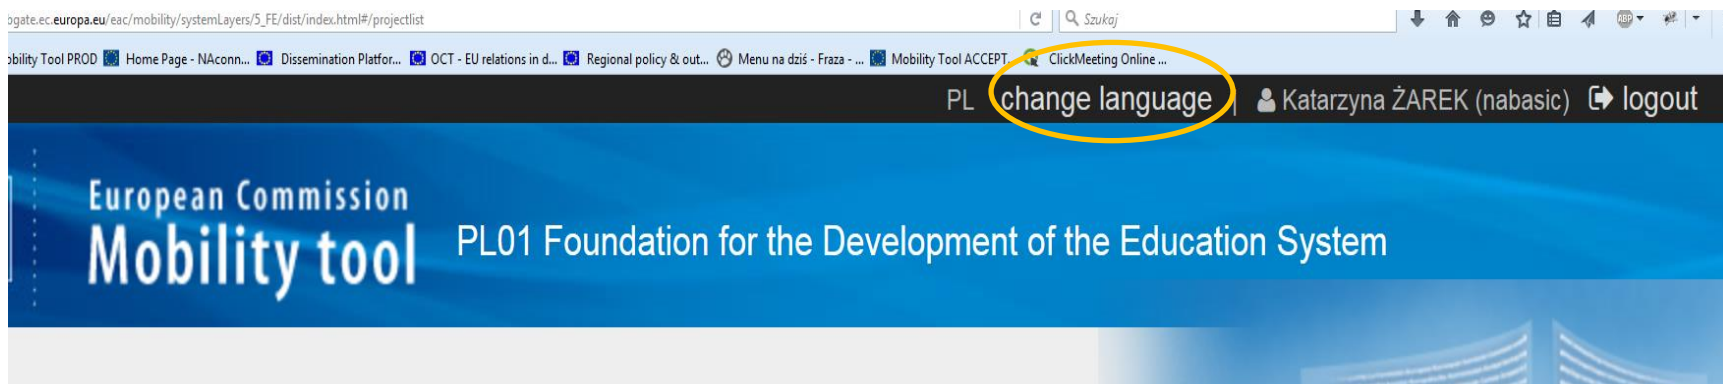 ogate.ec.europa.eu/eac/mobility/systemLayers/5_FE/dist/index.html#/projectlist Szukaj ABP
obility Tool PROD Home Page - NAconn... Dissemination Platfor... OCT - EU relations in d... Regional policy & out... Menu na dziś - Fraza - ... Mobility Tool ACCEPT... ClickMeeting Online ...
PL change language | Katarzyna ŻAREK (nabasic) logout
European Commission
Mobility tool PL01 Foundation for the Development of the Education System